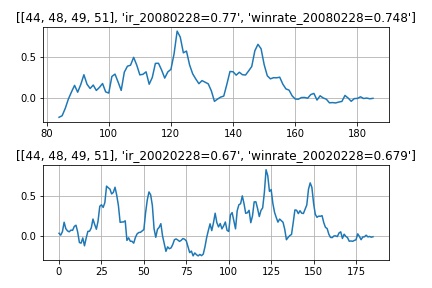 [[44, 48, 49, 51], 'ir_20080228=0.77', 'winrate_20080228=0.748']
0.5
0.0
80 100 120 140 160 180
[[44, 48, 49, 51], 'ir_20020228=0.67', 'winrate_20020228=0.679']
0.5
0.0
0 25 50 75 100 125 150 175